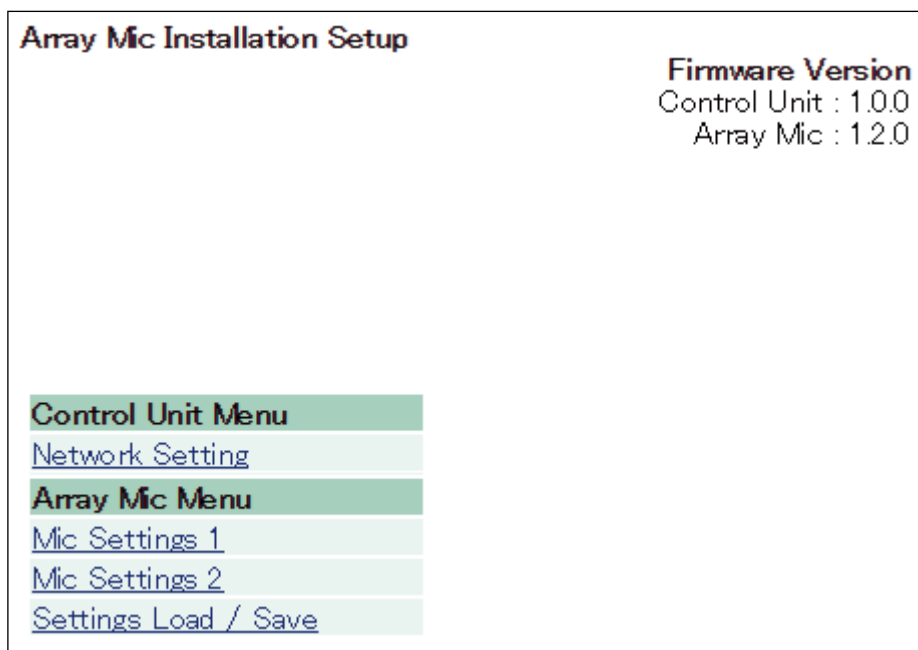 Array Mic Installation Setup
Firmware Version
Control Unit : 1.0.0
Array Mic : 1.2.0
Control Unit Menu
Network Setting
Array Mic Menu
Mic Settings 1
Mic Settings 2
Settings Load / Save